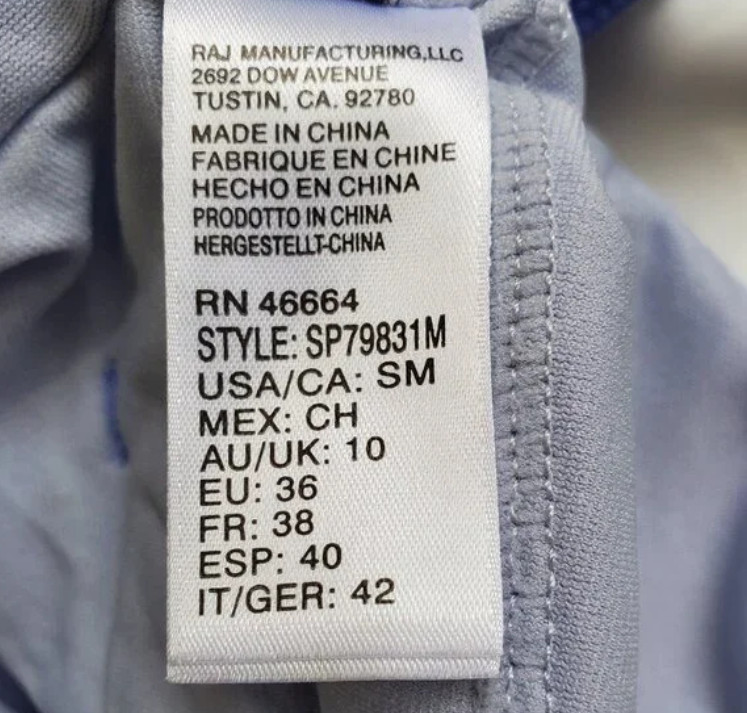 RAJ MANUFACTURING,LLC
2692 DOW AVENUE
TUSTIN, CA. 92780
MADE IN CHINA
FABRIQUE EN CHINE
HECHO EN CHINA
PRODOTTO IN CHINA
HERGESTELLT-CHINA
RN 46664
STYLE: SP79831M
USA/CA: SM
MEX: CH
AU/UK: 10
EU: 36
FR: 38
ESP: 40
IT/GER: 42